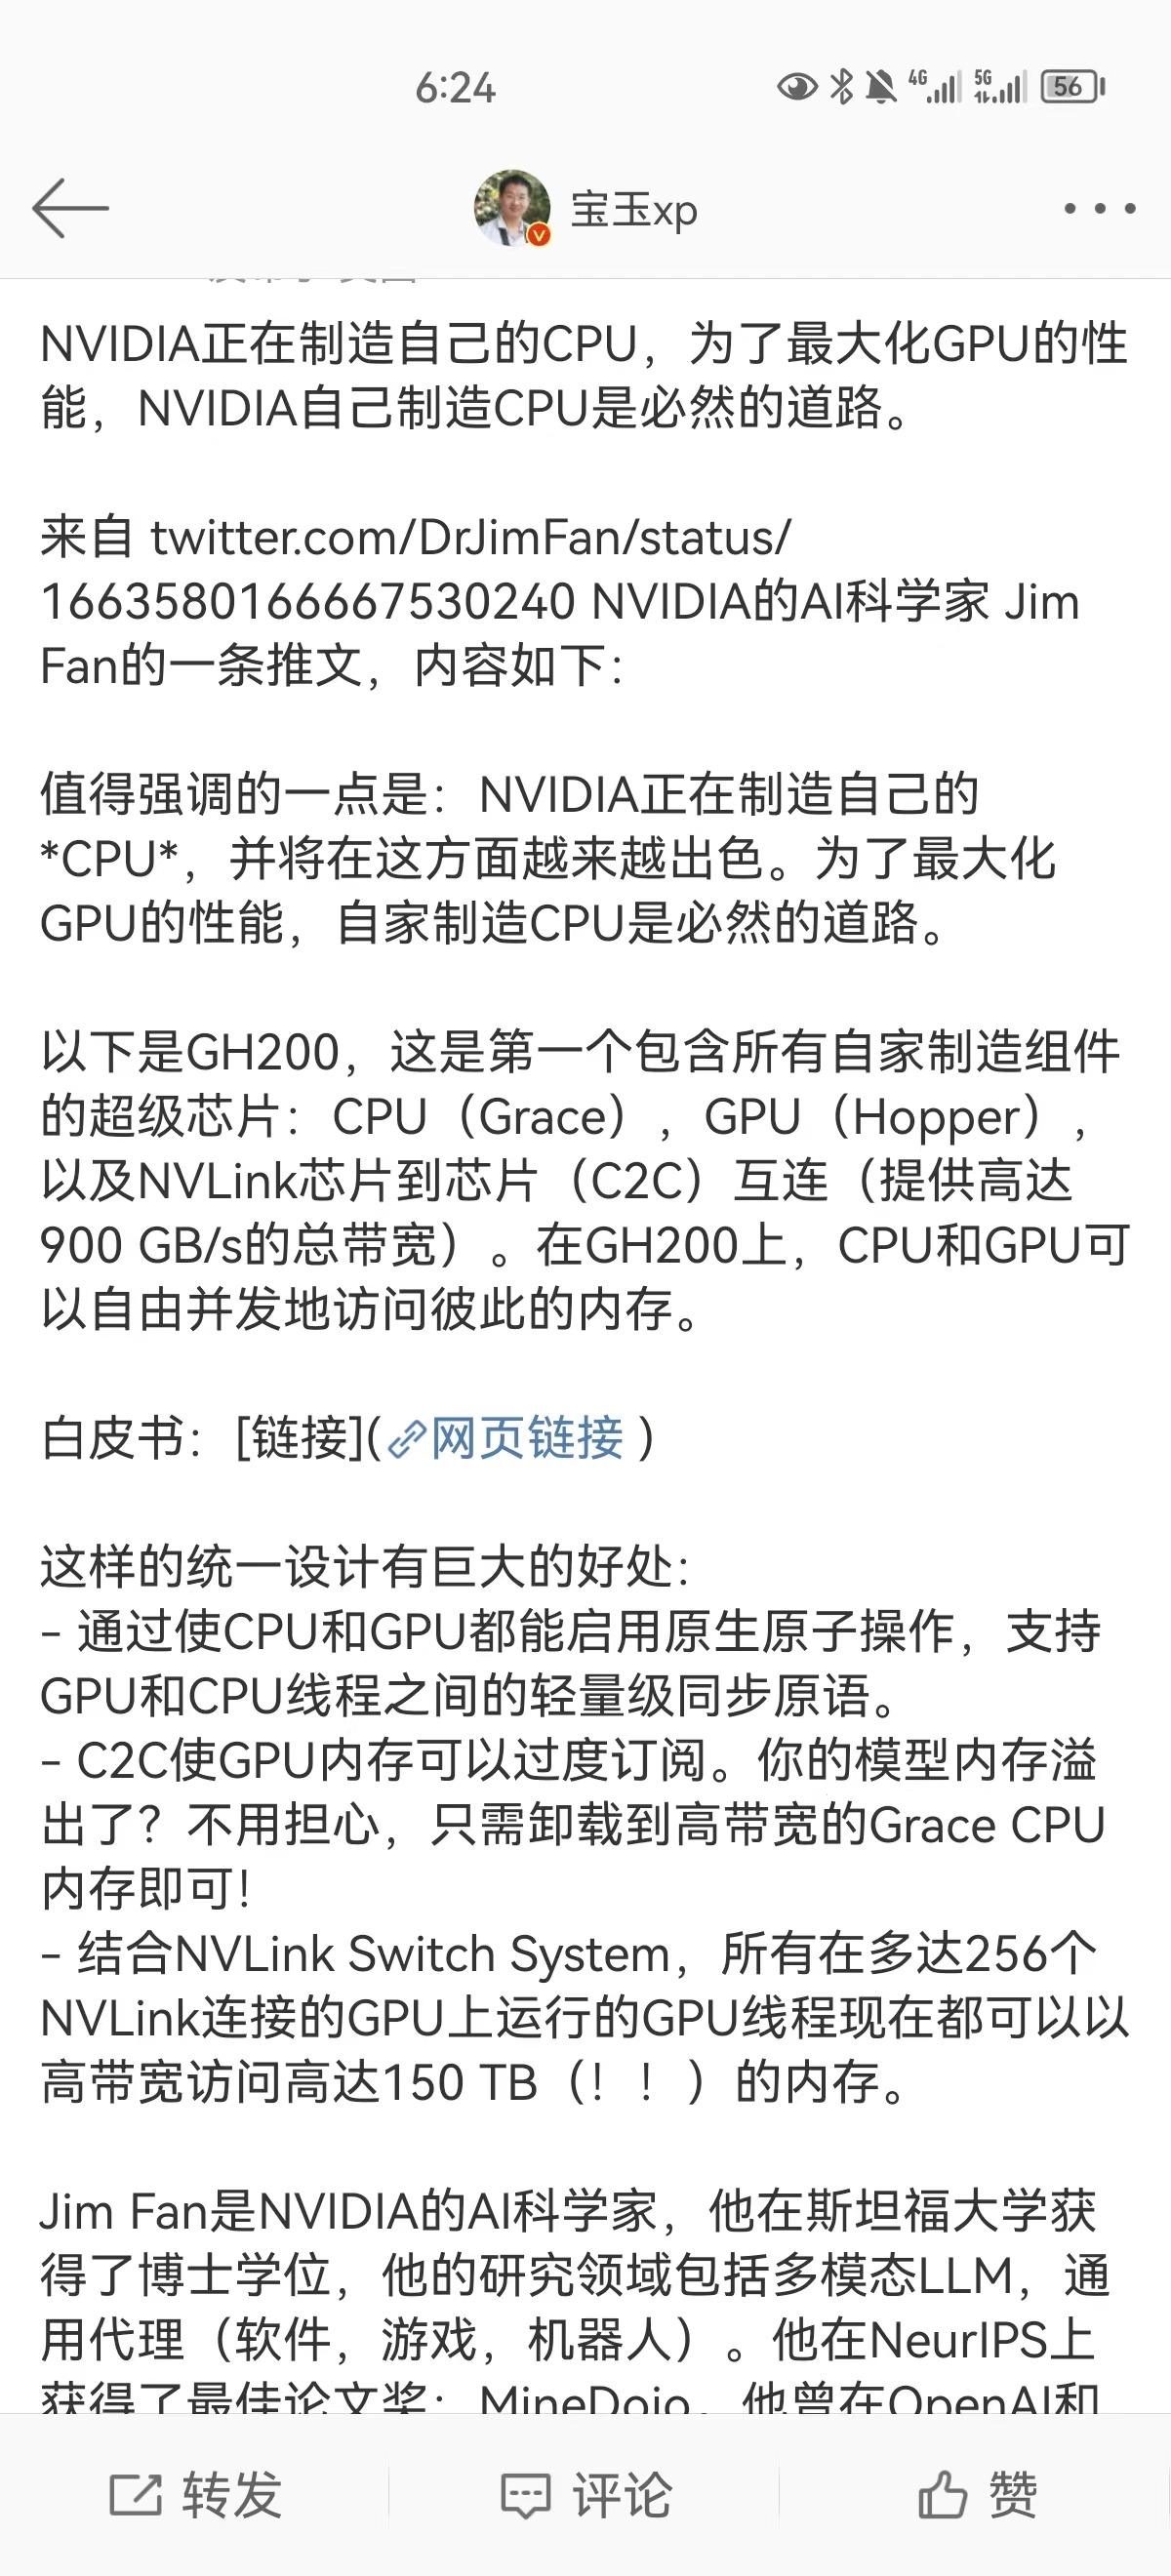 6:24
4G 5G 56
宝玉xp
NVIDIA正在制造自己的CPU，为了最大化GPU的性
能，NVIDIA自己制造CPU是必然的道路。
来自 twitter.com/DrJimFan/status/
1663580166667530240 NVIDIA的AI科学家 Jim
Fan的一条推文，内容如下：
值得强调的一点是：NVIDIA正在制造自己的
*CPU*，并将在这方面越来越出色。为了最大化
GPU的性能，自家制造CPU是必然的道路。
以下是GH200，这是第一个包含所有自家制造组件
的超级芯片：CPU（Grace），GPU（Hopper），
以及NVLink芯片到芯片（C2C）互连（提供高达
900 GB/s的总带宽）。在GH200上，CPU和GPU可
以自由并发地访问彼此的内存。
白皮书：[链接](网页链接 )
这样的统一设计有巨大的好处：
- 通过使CPU和GPU都能启用原生原子操作，支持
GPU和CPU线程之间的轻量级同步原语。
- C2C使GPU内存可以过度订阅。你的模型内存溢
出了？不用担心，只需卸载到高带宽的Grace CPU
内存即可！
- 结合NVLink Switch System，所有在多达256个
NVLink连接的GPU上运行的GPU线程现在都可以以
高带宽访问高达150 TB（！！）的内存。
Jim Fan是NVIDIA的AI科学家，他在斯坦福大学获
得了博士学位，他的研究领域包括多模态LLM，通
用代理（软件，游戏，机器人）。他在NeurIPS上
获得了最佳论文奖：MineDojo。他曾在OpenAI和
转发
评论
赞